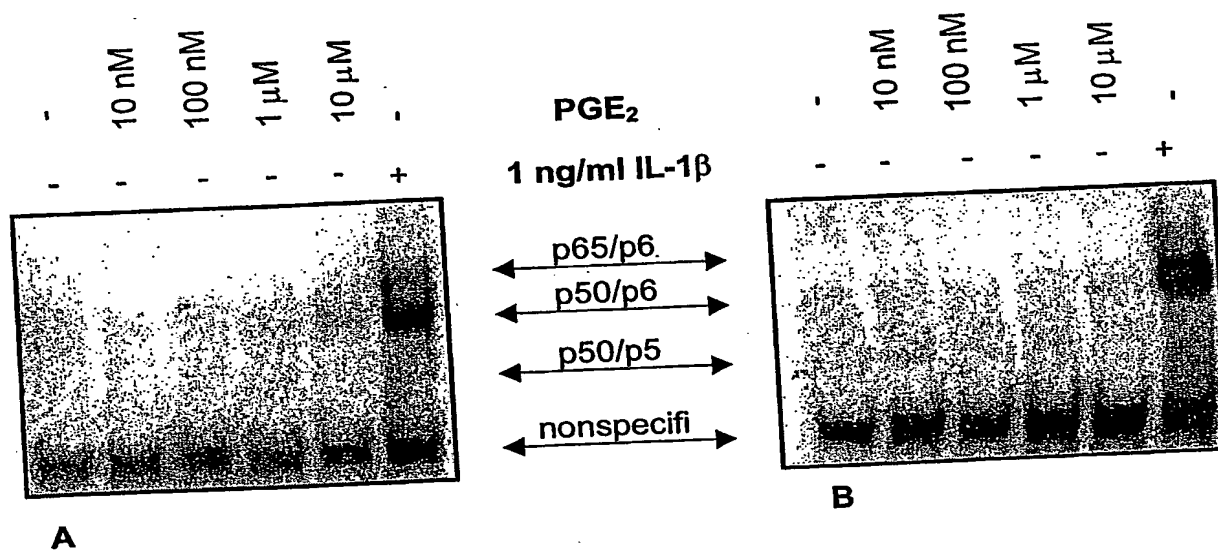 - 10 nM 100 nM 1 µM 10 µM - PGE₂ - 10 nM 100 nM 1 µM 10 µM -
- - - - - + 1 ng/ml IL-1β - - - - - +
p65/p6
p50/p6
p50/p5
nonspecifi
A
B